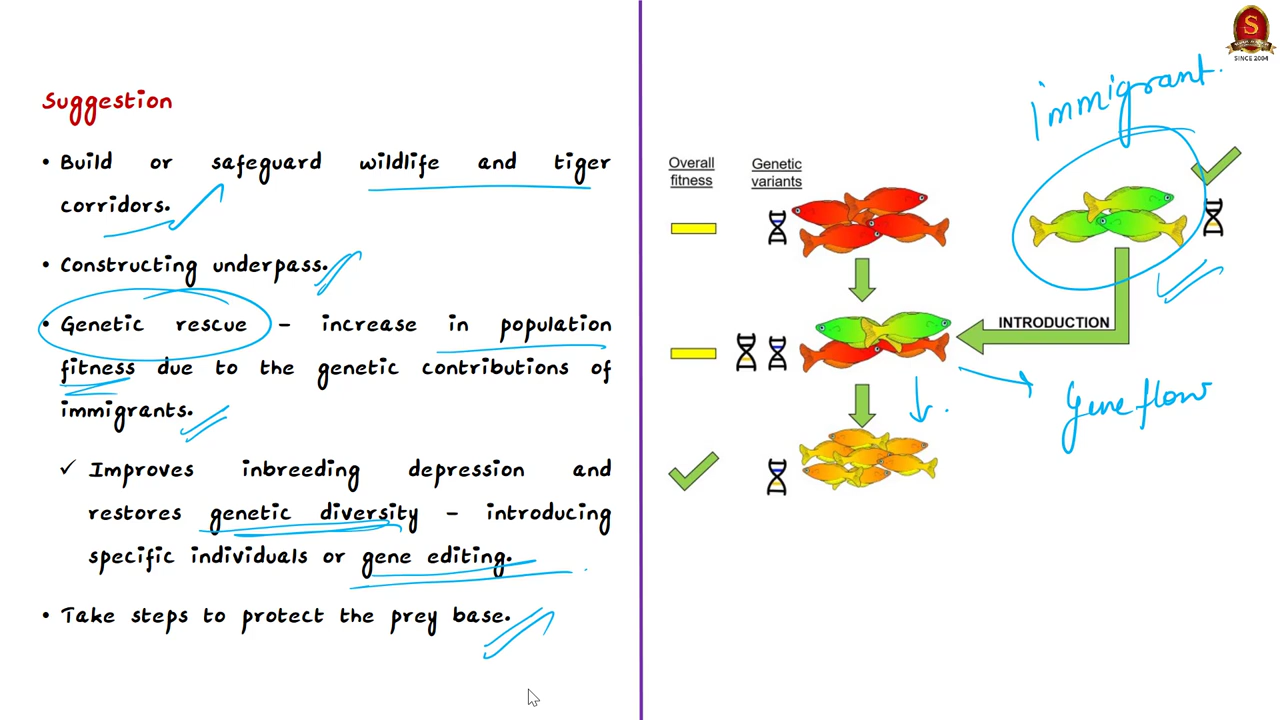 Suggestion
• Build or safeguard wildlife and tiger
corridors.
• Constructing underpass.
• Genetic rescue – increase in population
fitness due to the genetic contributions of
immigrants.
✓ Improves inbreeding depression and
restores genetic diversity – introducing
specific individuals or gene editing.
• Take steps to protect the prey base.
immigrant.
Overall
fitness
Genetic
variants
INTRODUCTION
Gene flow
S
SINCE 2004